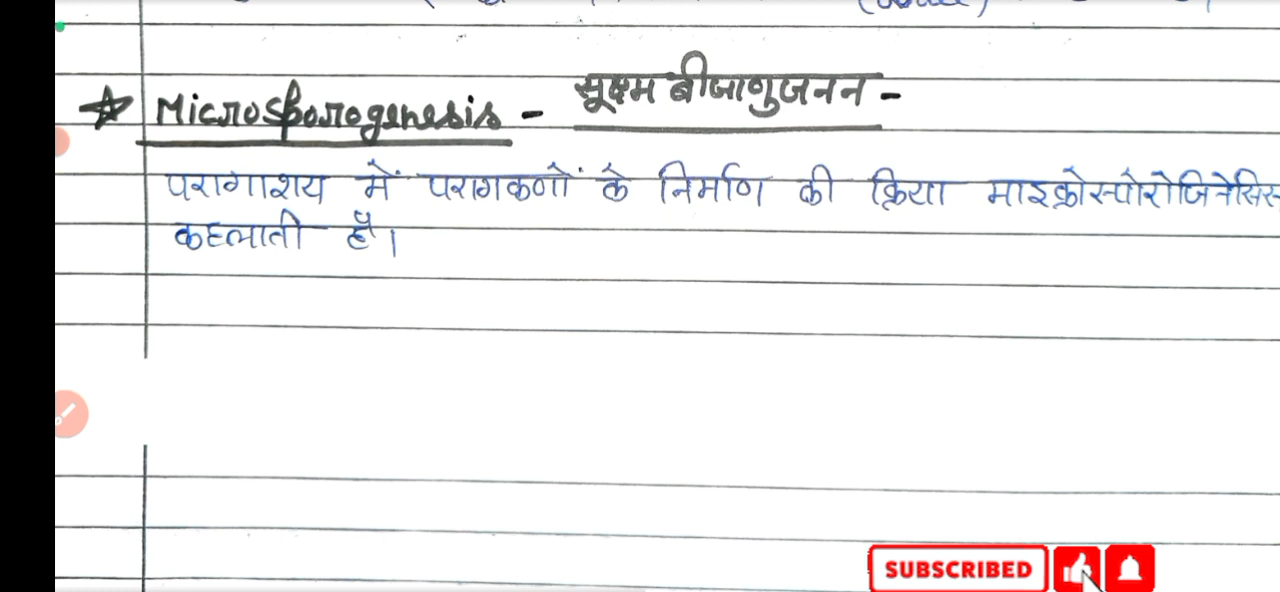 ★ Microsporogenesis - सूक्ष्म बीजाणुजनन -
परागाशय में परागकणों के निर्माण की क्रिया माइक्रोस्पोरोजिनेसिस
कहलाती है।
SUBSCRIBED